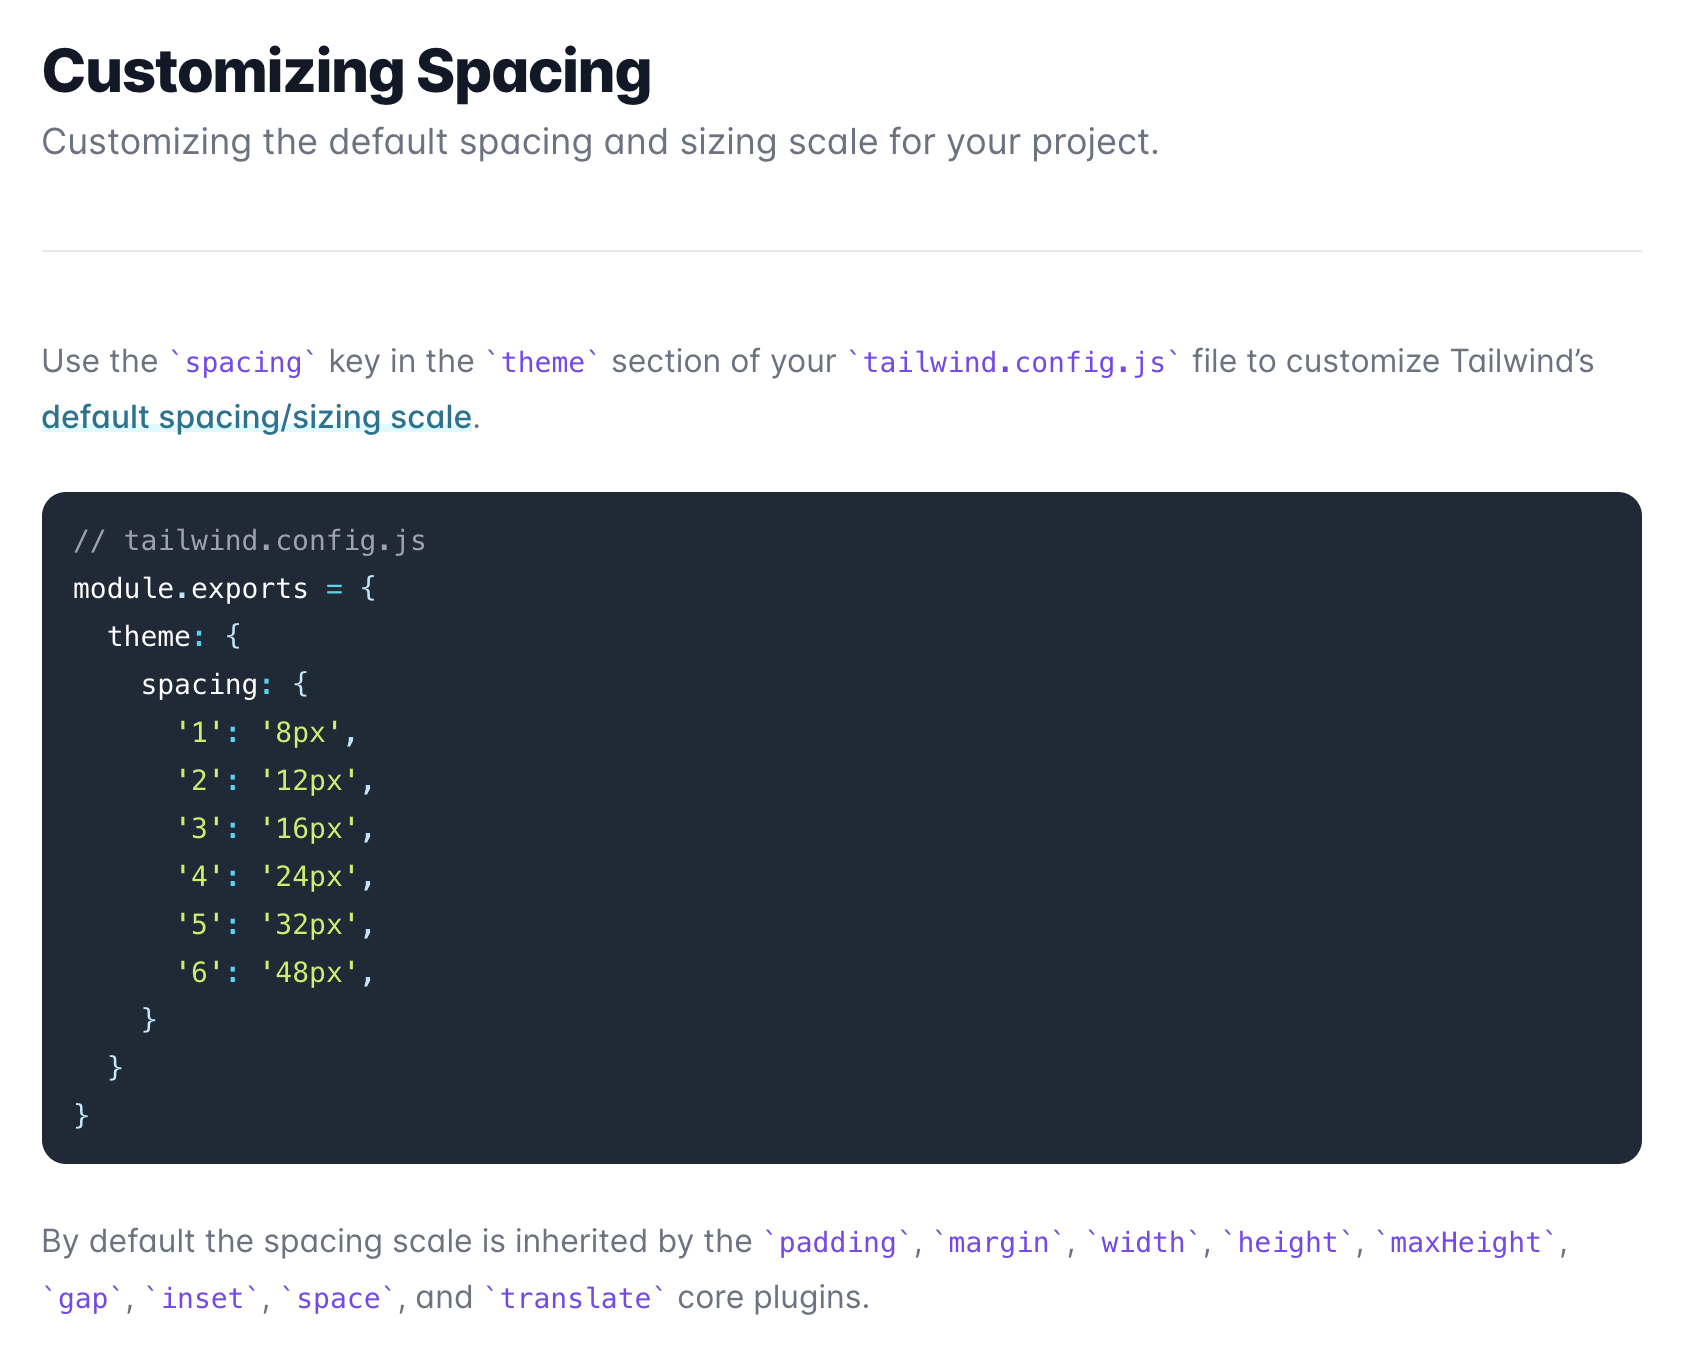 Customizing Spacing
Customizing the default spacing and sizing scale for your project.
Use the `spacing` key in the `theme` section of your `tailwind.config.js` file to customize Tailwind’s
default spacing/sizing scale.
// tailwind.config.js
module.exports = {
  theme: {
    spacing: {
      '1': '8px',
      '2': '12px',
      '3': '16px',
      '4': '24px',
      '5': '32px',
      '6': '48px',
    }
  }
}
By default the spacing scale is inherited by the `padding`, `margin`, `width`, `height`, `maxHeight`,
`gap`, `inset`, `space`, and `translate` core plugins.